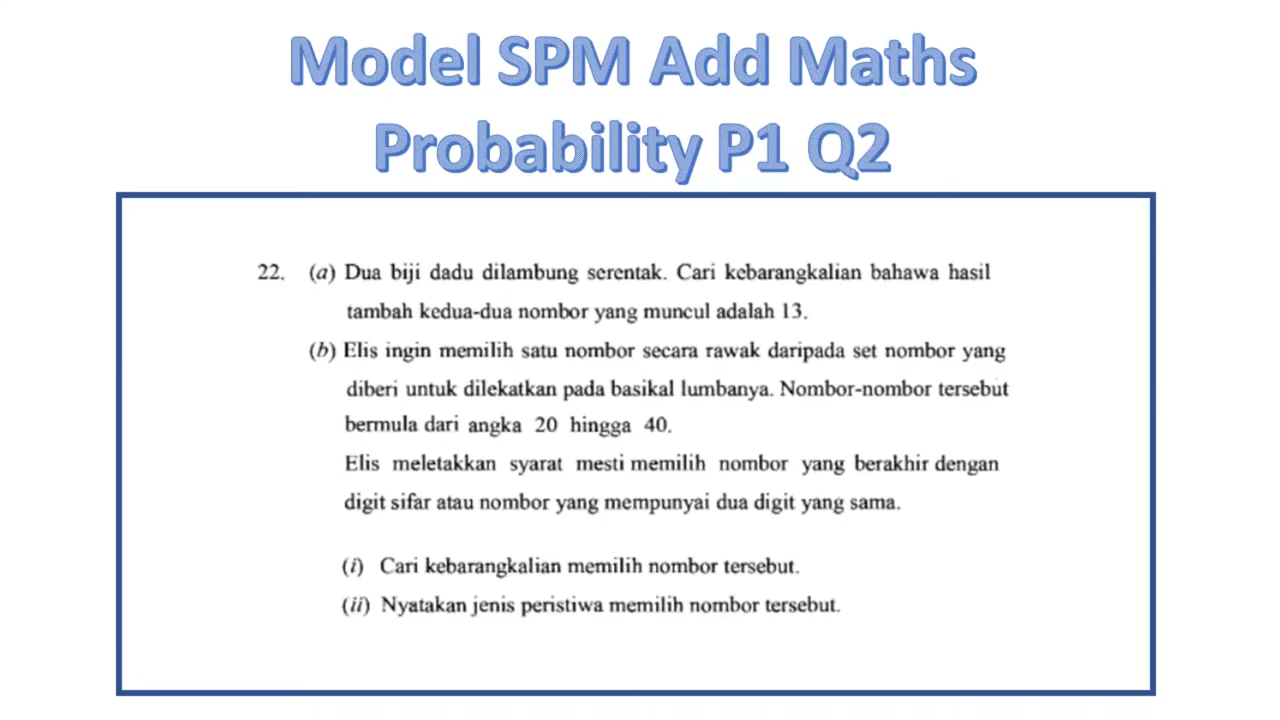 Model SPM Add Maths
Probability P1 Q2
22. (a) Dua biji dadu dilambung serentak. Cari kebarangkalian bahawa hasil
tambah kedua-dua nombor yang muncul adalah 13.
(b) Elis ingin memilih satu nombor secara rawak daripada set nombor yang
diberi untuk dilekatkan pada basikal lumbanya. Nombor-nombor tersebut
bermula dari angka 20 hingga 40.
Elis meletakkan syarat mesti memilih nombor yang berakhir dengan
digit sifar atau nombor yang mempunyai dua digit yang sama.
(i) Cari kebarangkalian memilih nombor tersebut.
(ii) Nyatakan jenis peristiwa memilih nombor tersebut.